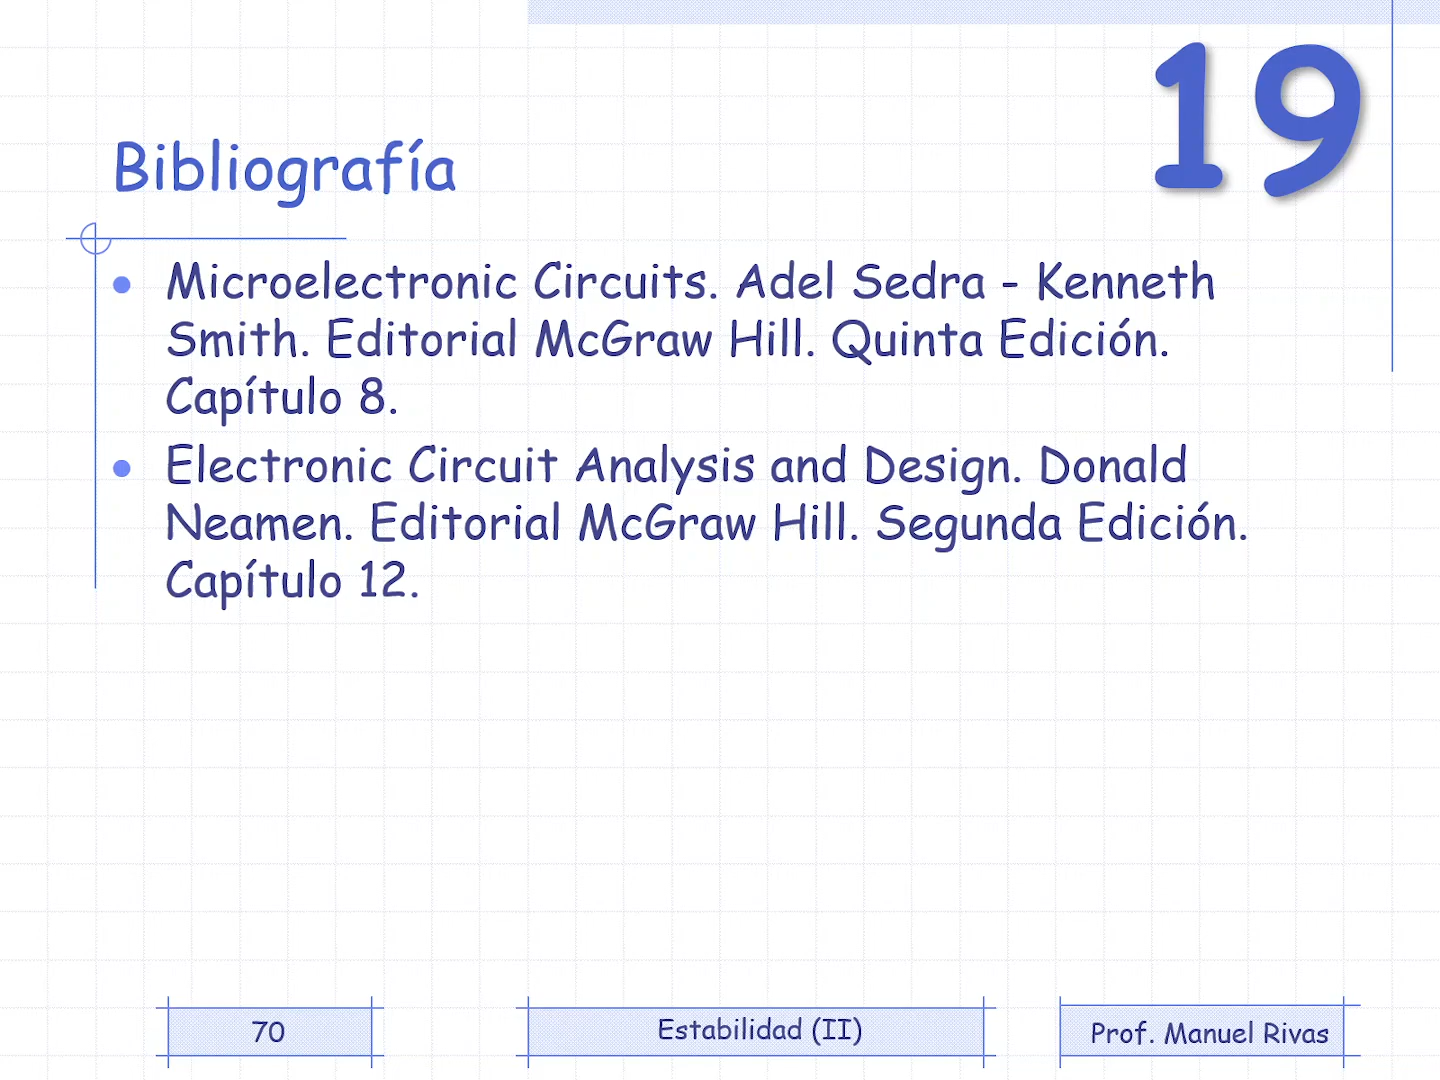 19
Bibliografía
• Microelectronic Circuits. Adel Sedra - Kenneth
Smith. Editorial McGraw Hill. Quinta Edición.
Capítulo 8.
• Electronic Circuit Analysis and Design. Donald
Neamen. Editorial McGraw Hill. Segunda Edición.
Capítulo 12.
70
Estabilidad (II)
Prof. Manuel Rivas